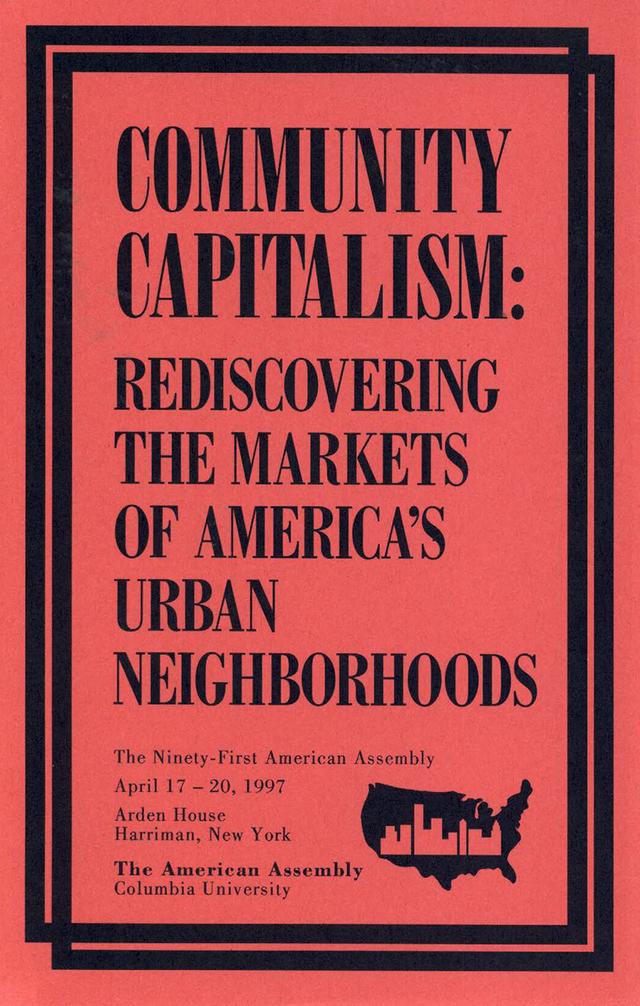 COMMUNITY
CAPITALISM:
REDISCOVERING
THE MARKETS
OF AMERICA'S
URBAN
NEIGHBORHOODS
The Ninety-First American Assembly
April 17 – 20, 1997
Arden House
Harriman, New York
The American Assembly
Columbia University